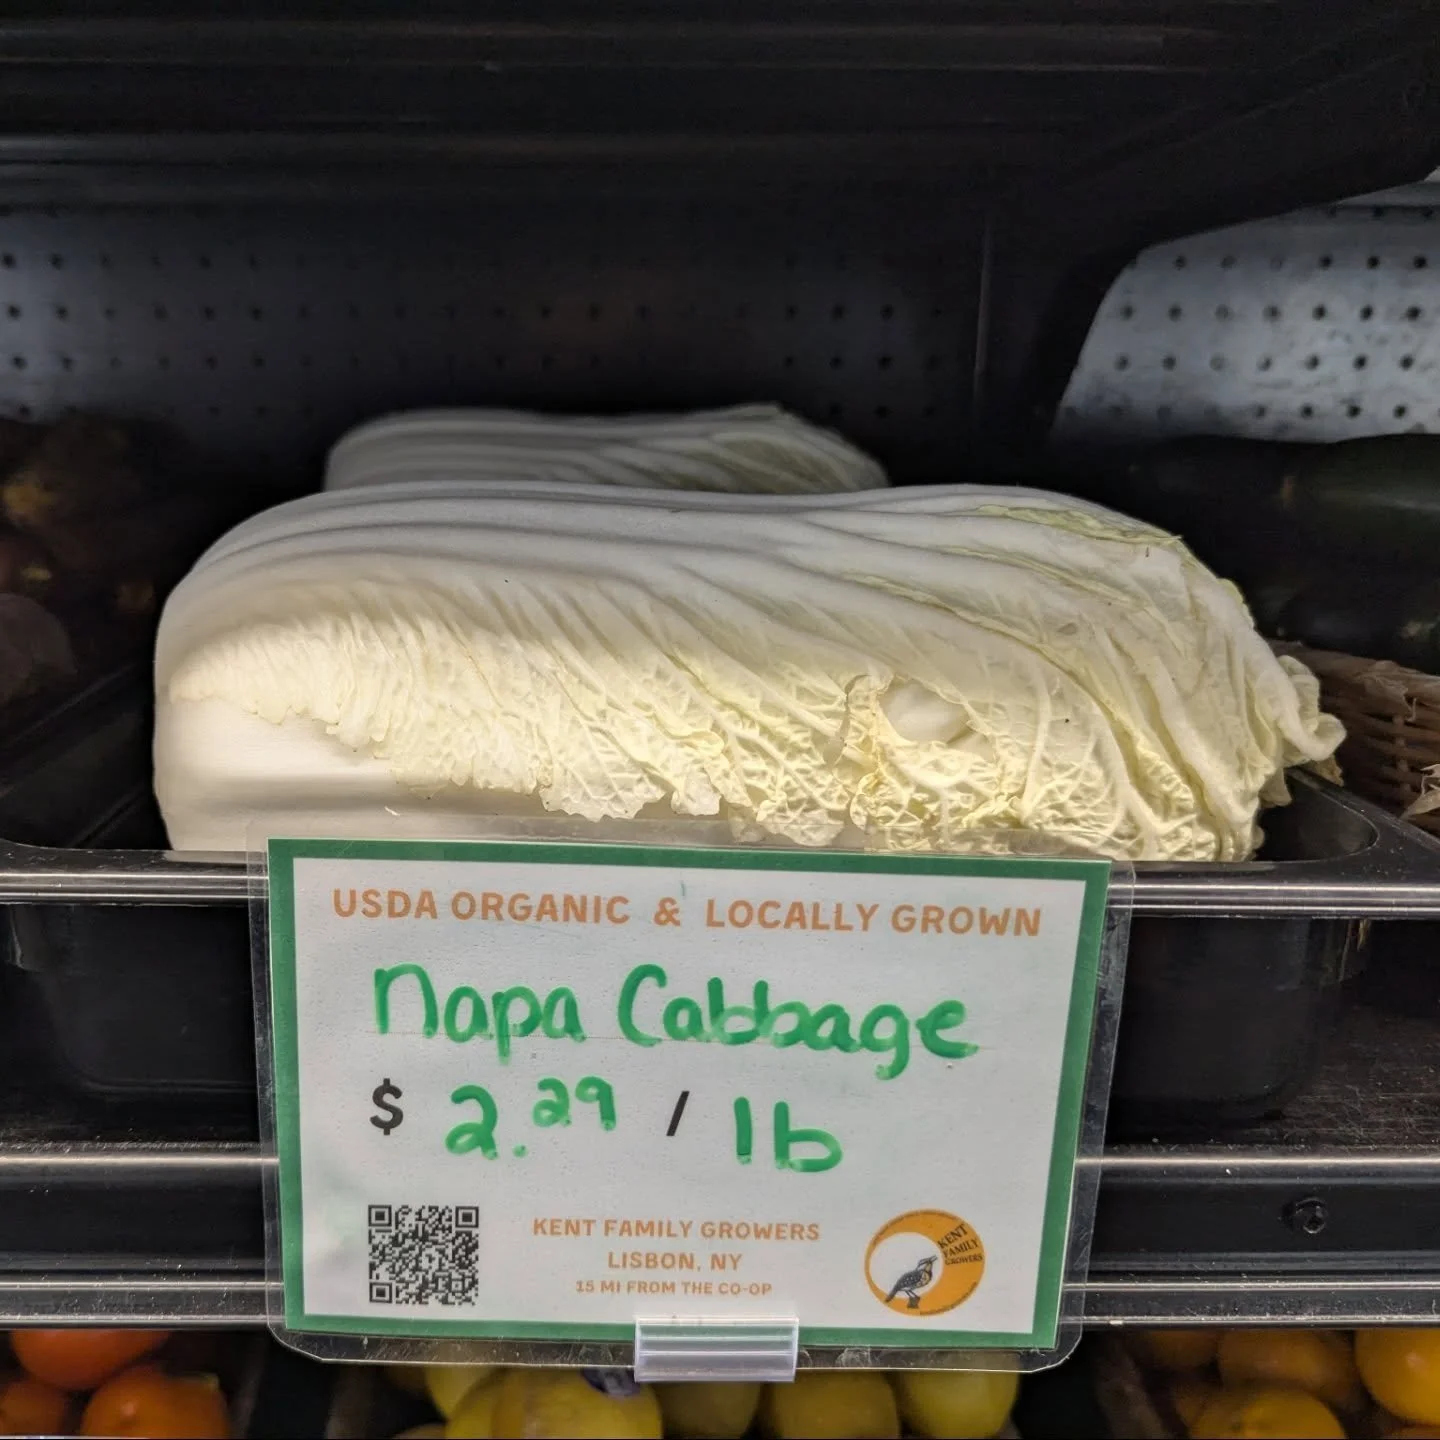 USDA ORGANIC & LOCALLY GROWN
Napa Cabbage
$ 2.29 / lb
KENT FAMILY GROWERS
LISBON, NY
15 MI FROM THE CO-OP
KENT
FAMILY
GROWERS